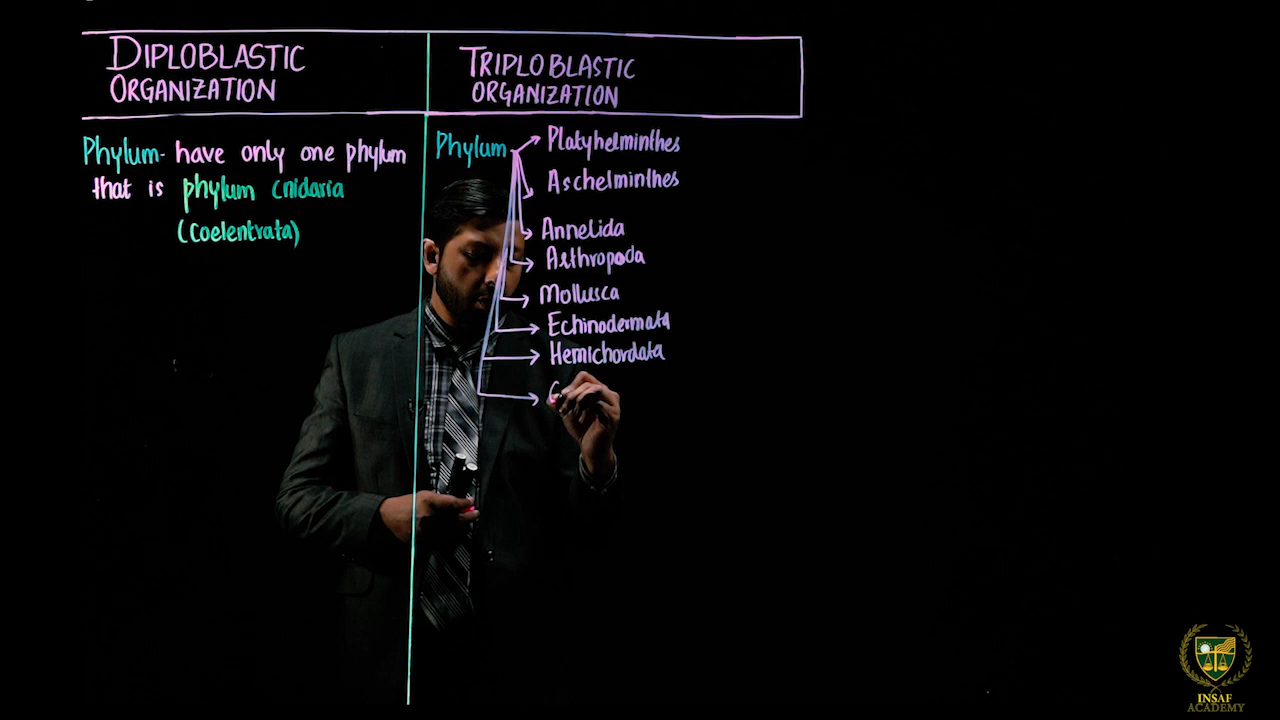 DIPLOBLASTIC
ORGANIZATION
TRIPLOBLASTIC
ORGANIZATION
Phylum- have only one phylum
that is phylum cnidaria
(coelentrata)
Phylum
Platyhelminthes
Aschelminthes
Annelida
Arthropoda
Mollusca
Echinodermata
Hemichordata
C
INSAF
ACADEMY